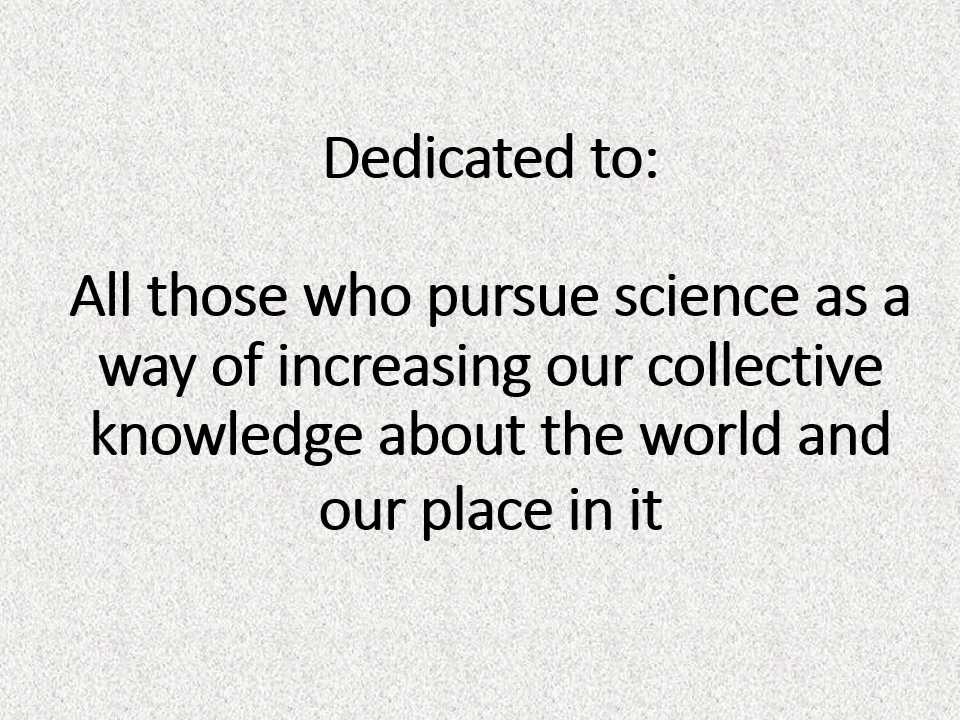 Dedicated to:
All those who pursue science as a
way of increasing our collective
knowledge about the world and
our place in it